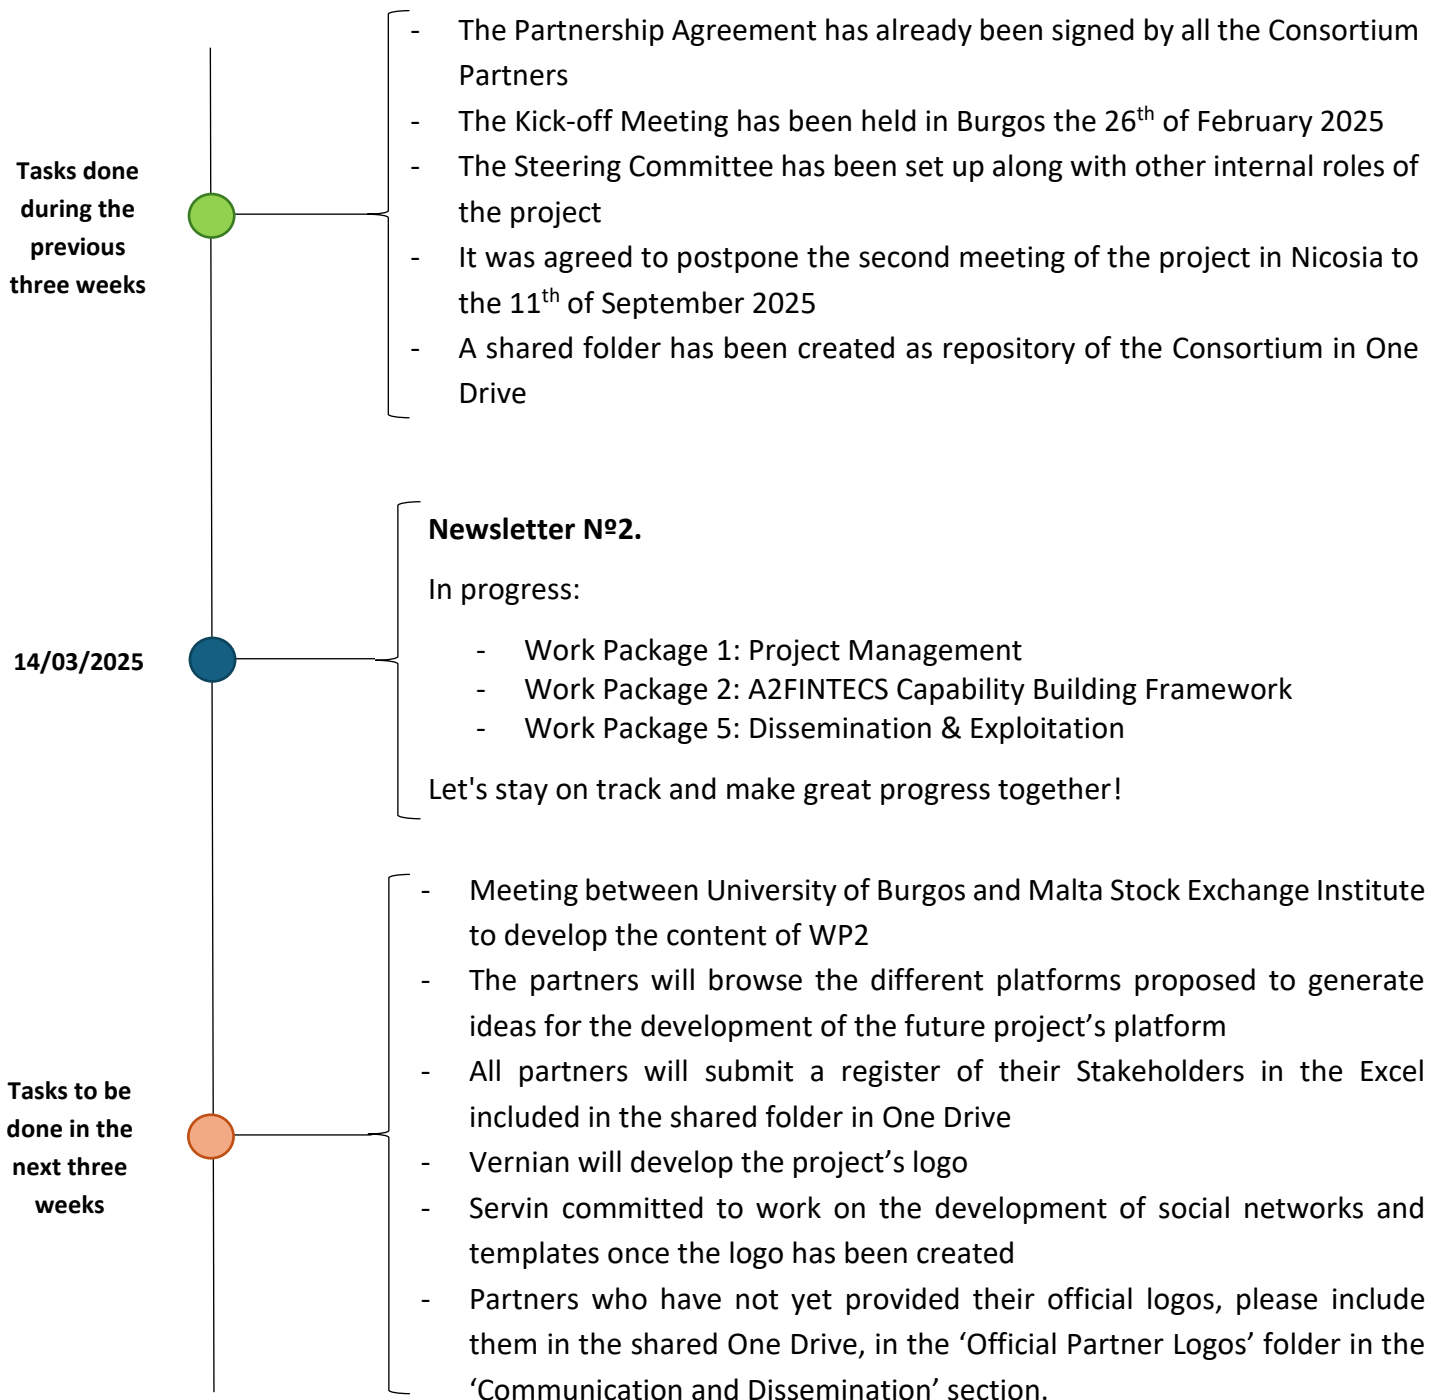 Tasks done
during the
previous
three weeks
- The Partnership Agreement has already been signed by all the Consortium
Partners
- The Kick-off Meeting has been held in Burgos the 26th of February 2025
- The Steering Committee has been set up along with other internal roles of
the project
- It was agreed to postpone the second meeting of the project in Nicosia to
the 11th of September 2025
- A shared folder has been created as repository of the Consortium in One
Drive
14/03/2025
Newsletter Nº2.
In progress:
- Work Package 1: Project Management
- Work Package 2: A2FINTECS Capability Building Framework
- Work Package 5: Dissemination & Exploitation
Let's stay on track and make great progress together!
Tasks to be
done in the
next three
weeks
- Meeting between University of Burgos and Malta Stock Exchange Institute
to develop the content of WP2
- The partners will browse the different platforms proposed to generate
ideas for the development of the future project’s platform
- All partners will submit a register of their Stakeholders in the Excel
included in the shared folder in One Drive
- Vernian will develop the project’s logo
- Servin committed to work on the development of social networks and
templates once the logo has been created
- Partners who have not yet provided their official logos, please include
them in the shared One Drive, in the ‘Official Partner Logos’ folder in the
‘Communication and Dissemination’ section.